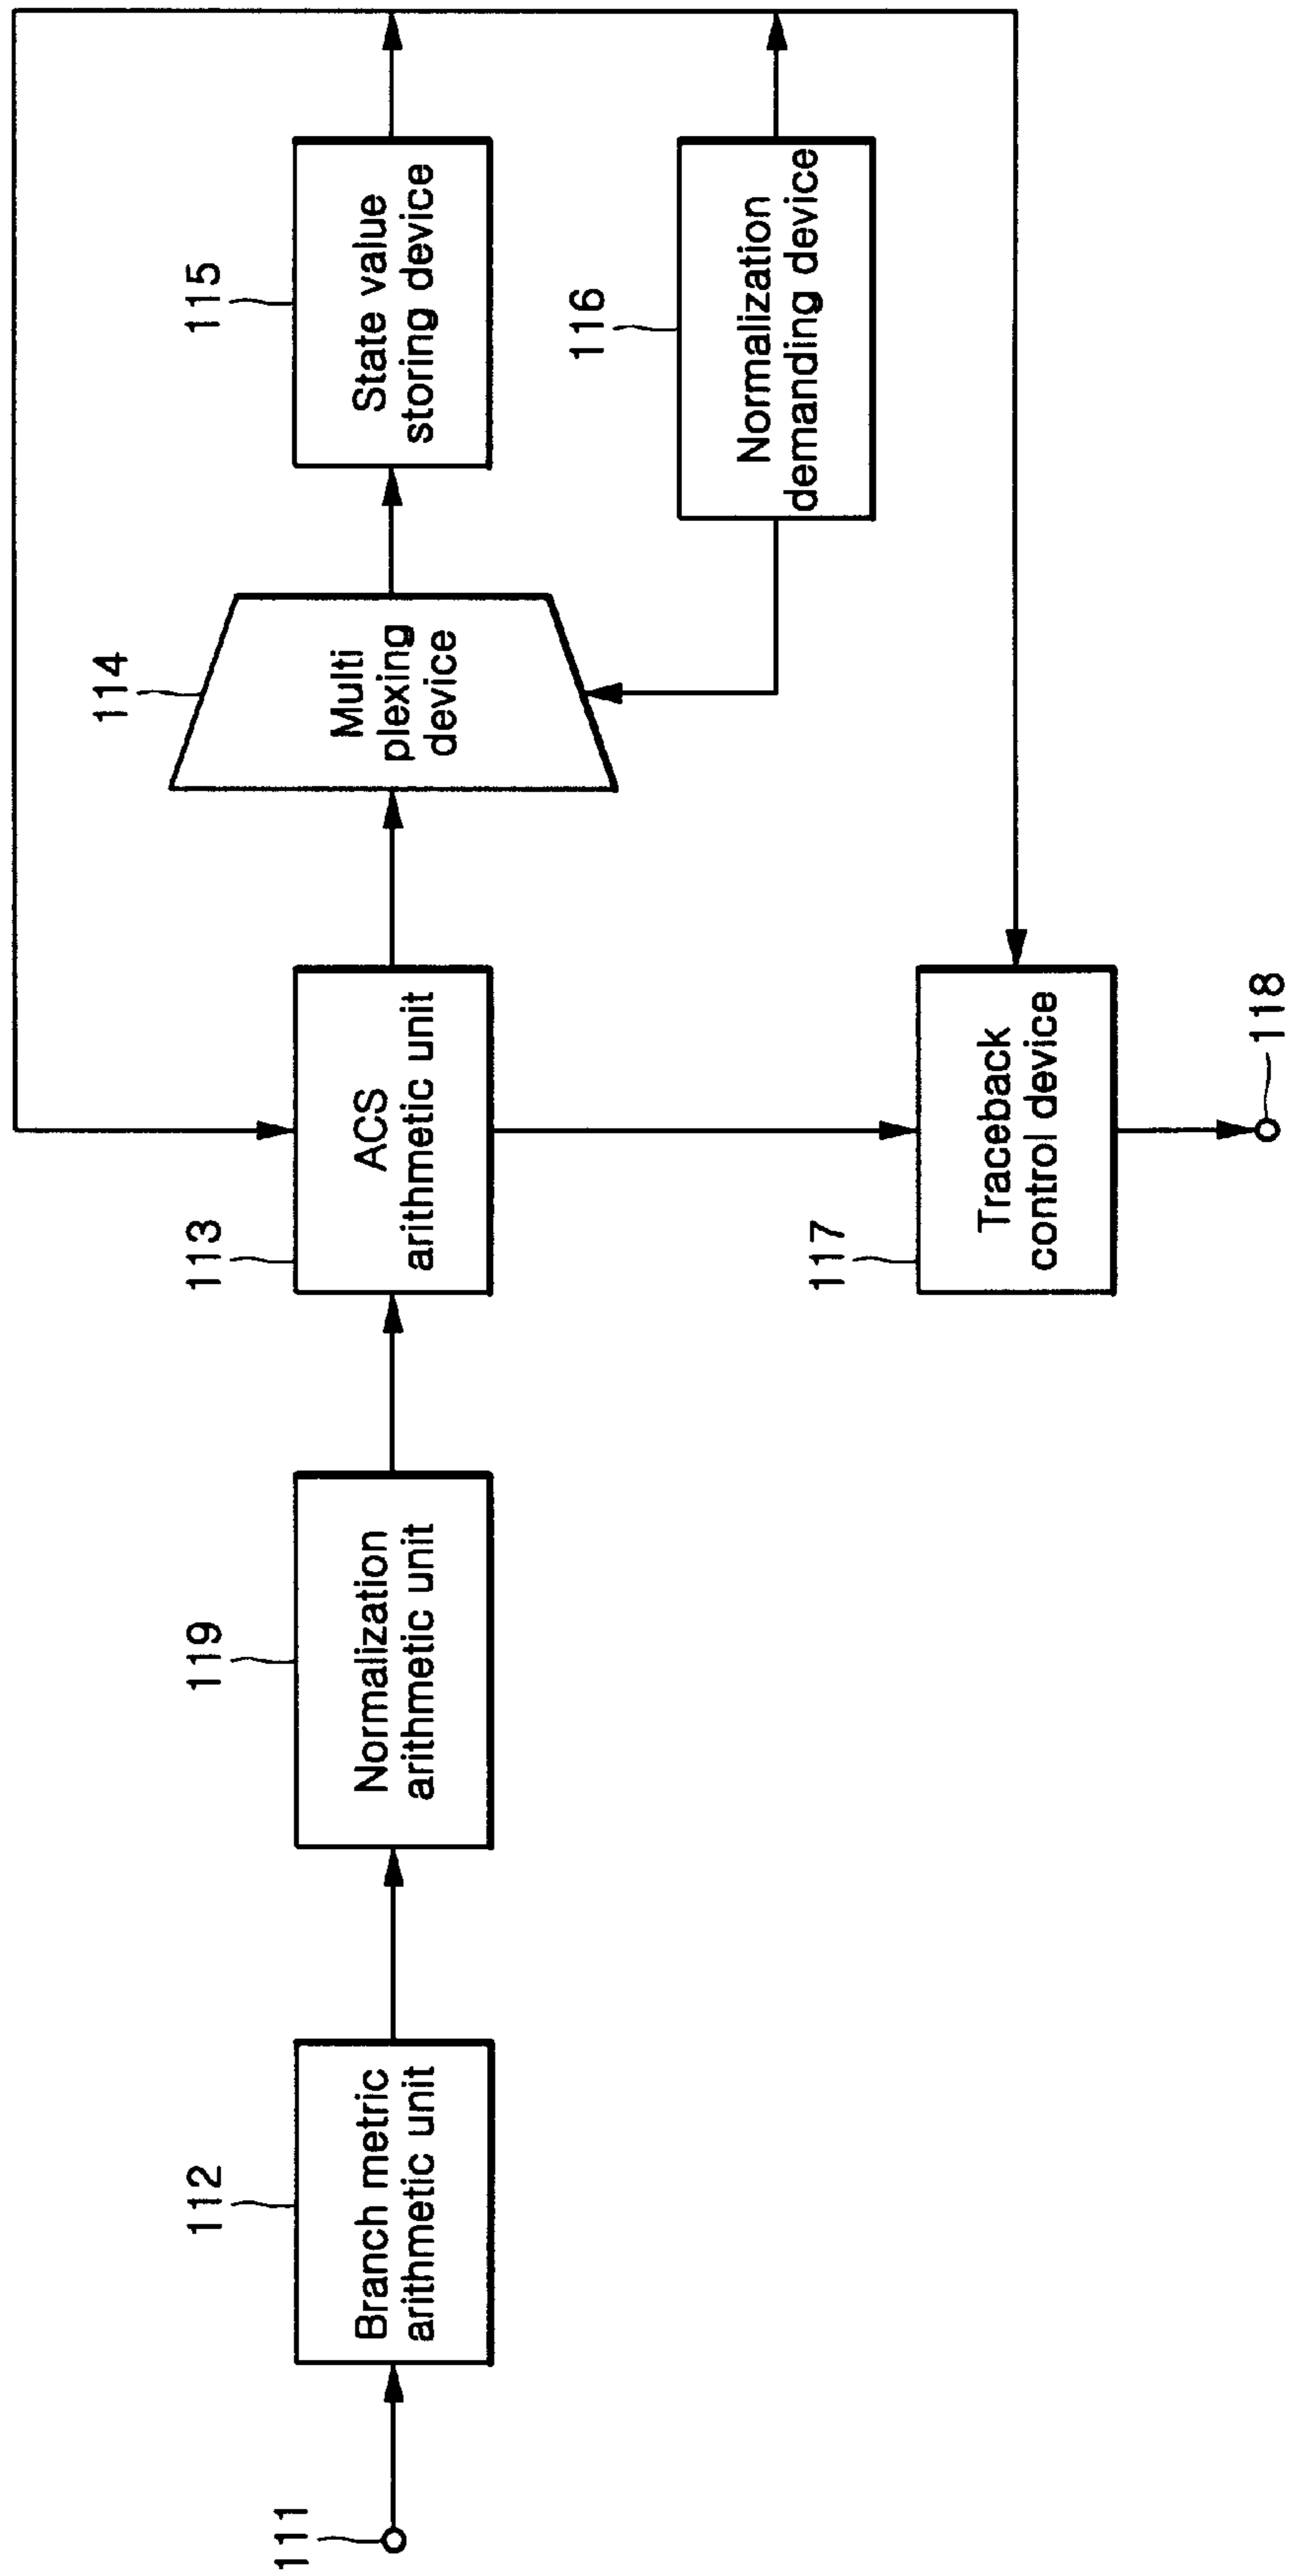 111
112
Branch metric
arithmetic unit
119
Normalization
arithmetic unit
113
ACS
arithmetic unit
114
Multi
plexing
device
115
State value
storing device
116
Normalization
demanding device
117
Traceback
control device
118